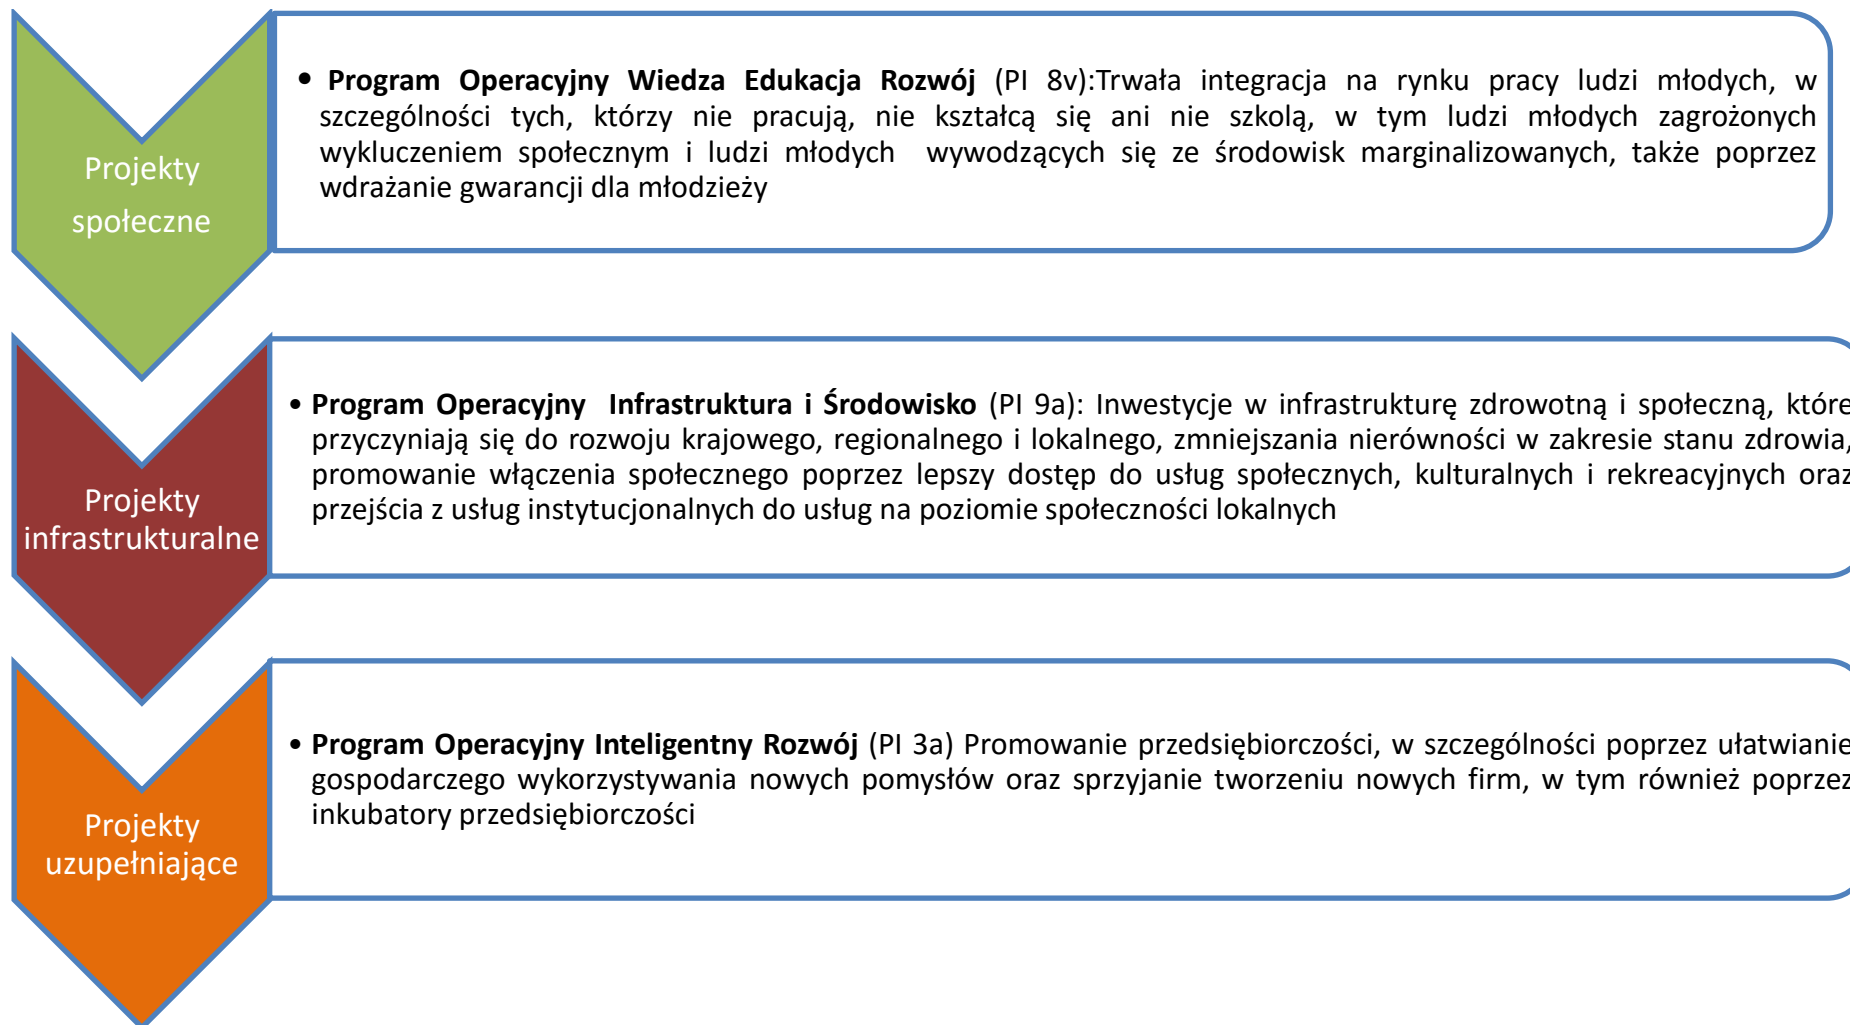 Projekty
społeczne
• Program Operacyjny Wiedza Edukacja Rozwój (PI 8v):Trwała integracja na rynku pracy ludzi młodych, w
szczególności tych, którzy nie pracują, nie kształcą się ani nie szkolą, w tym ludzi młodych zagrożonych
wykluczeniem społecznym i ludzi młodych wywodzących się ze środowisk marginalizowanych, także poprzez
wdrażanie gwarancji dla młodzieży
Projekty
infrastrukturalne
• Program Operacyjny Infrastruktura i Środowisko (PI 9a): Inwestycje w infrastrukturę zdrowotną i społeczną, które
przyczyniają się do rozwoju krajowego, regionalnego i lokalnego, zmniejszania nierówności w zakresie stanu zdrowia,
promowanie włączenia społecznego poprzez lepszy dostęp do usług społecznych, kulturalnych i rekreacyjnych oraz
przejścia z usług instytucjonalnych do usług na poziomie społeczności lokalnych
Projekty
uzupełniające
• Program Operacyjny Inteligentny Rozwój (PI 3a) Promowanie przedsiębiorczości, w szczególności poprzez ułatwianie
gospodarczego wykorzystywania nowych pomysłów oraz sprzyjanie tworzeniu nowych firm, w tym również poprzez
inkubatory przedsiębiorczości